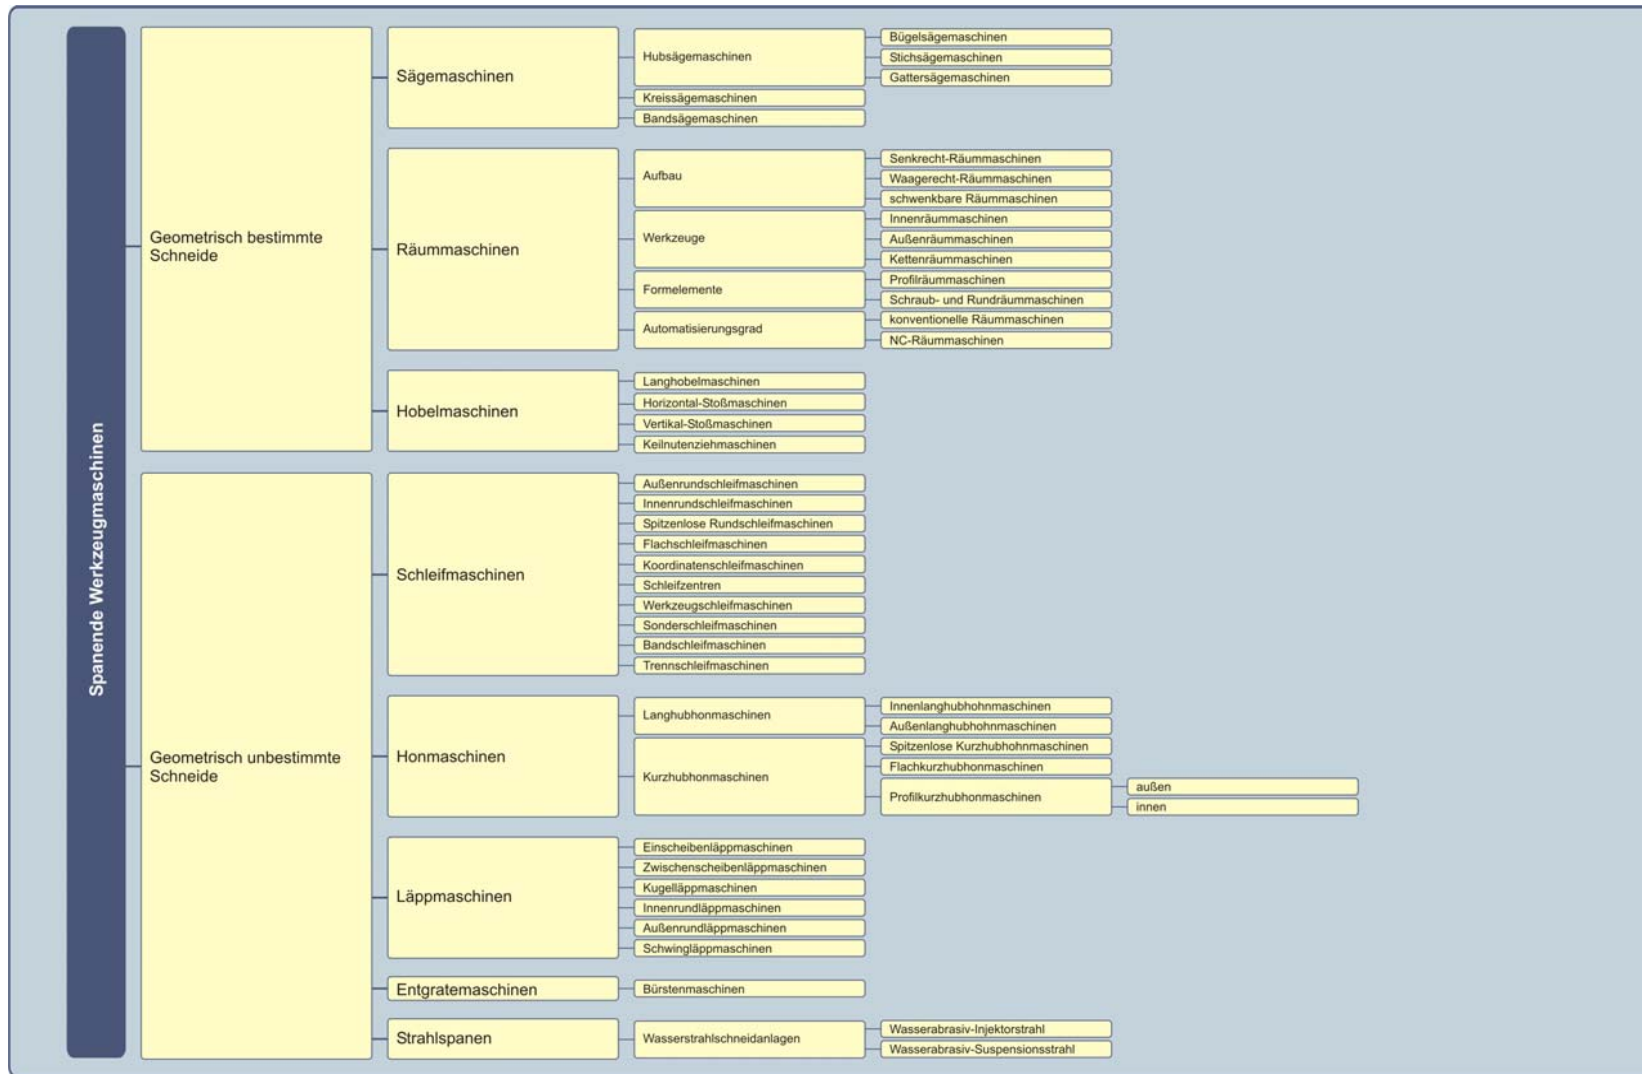 Spanende Werkzeugmaschinen
Geometrisch bestimmte
Schneide
Sägemaschinen
Hubsägemaschinen
Bügelsägemaschinen
Stichsägemaschinen
Gattersägemaschinen
Kreissägemaschinen
Bandsägemaschinen
Räummaschinen
Aufbau
Senkrecht-Räummaschinen
Waagerecht-Räummaschinen
schwenkbare Räummaschinen
Werkzeuge
Innenräummaschinen
Außenräummaschinen
Kettenräummaschinen
Formelemente
Profilräummaschinen
Schraub- und Rundräummaschinen
Automatisierungsgrad
konventionelle Räummaschinen
NC-Räummaschinen
Hobelmaschinen
Langhobelmaschinen
Horizontal-Stoßmaschinen
Vertikal-Stoßmaschinen
Keilnutenziehmaschinen
Geometrisch unbestimmte
Schneide
Schleifmaschinen
Außenrundschleifmaschinen
Innenrundschleifmaschinen
Spitzenlose Rundschleifmaschinen
Flachschleifmaschinen
Koordinatenschleifmaschinen
Schleifzentren
Werkzeugschleifmaschinen
Sonderschleifmaschinen
Bandschleifmaschinen
Trennschleifmaschinen
Honmaschinen
Langhubhonmaschinen
Innenlanghubhohnmaschinen
Außenlanghubhohnmaschinen
Kurzhubhonmaschinen
Spitzenlose Kurzhubhohnmaschinen
Flachkurzhubhonmaschinen
Profilkurzhubhonmaschinen
außen
innen
Läppmaschinen
Einscheibenläppmaschinen
Zwischenscheibenläppmaschinen
Kugelläppmaschinen
Innenrundläppmaschinen
Außenrundläppmaschinen
Schwingläppmaschinen
Entgratemaschinen
Bürstenmaschinen
Strahlspanen
Wasserstrahlschneidanlagen
Wasserabrasiv-Injektorstrahl
Wasserabrasiv-Suspensionsstrahl